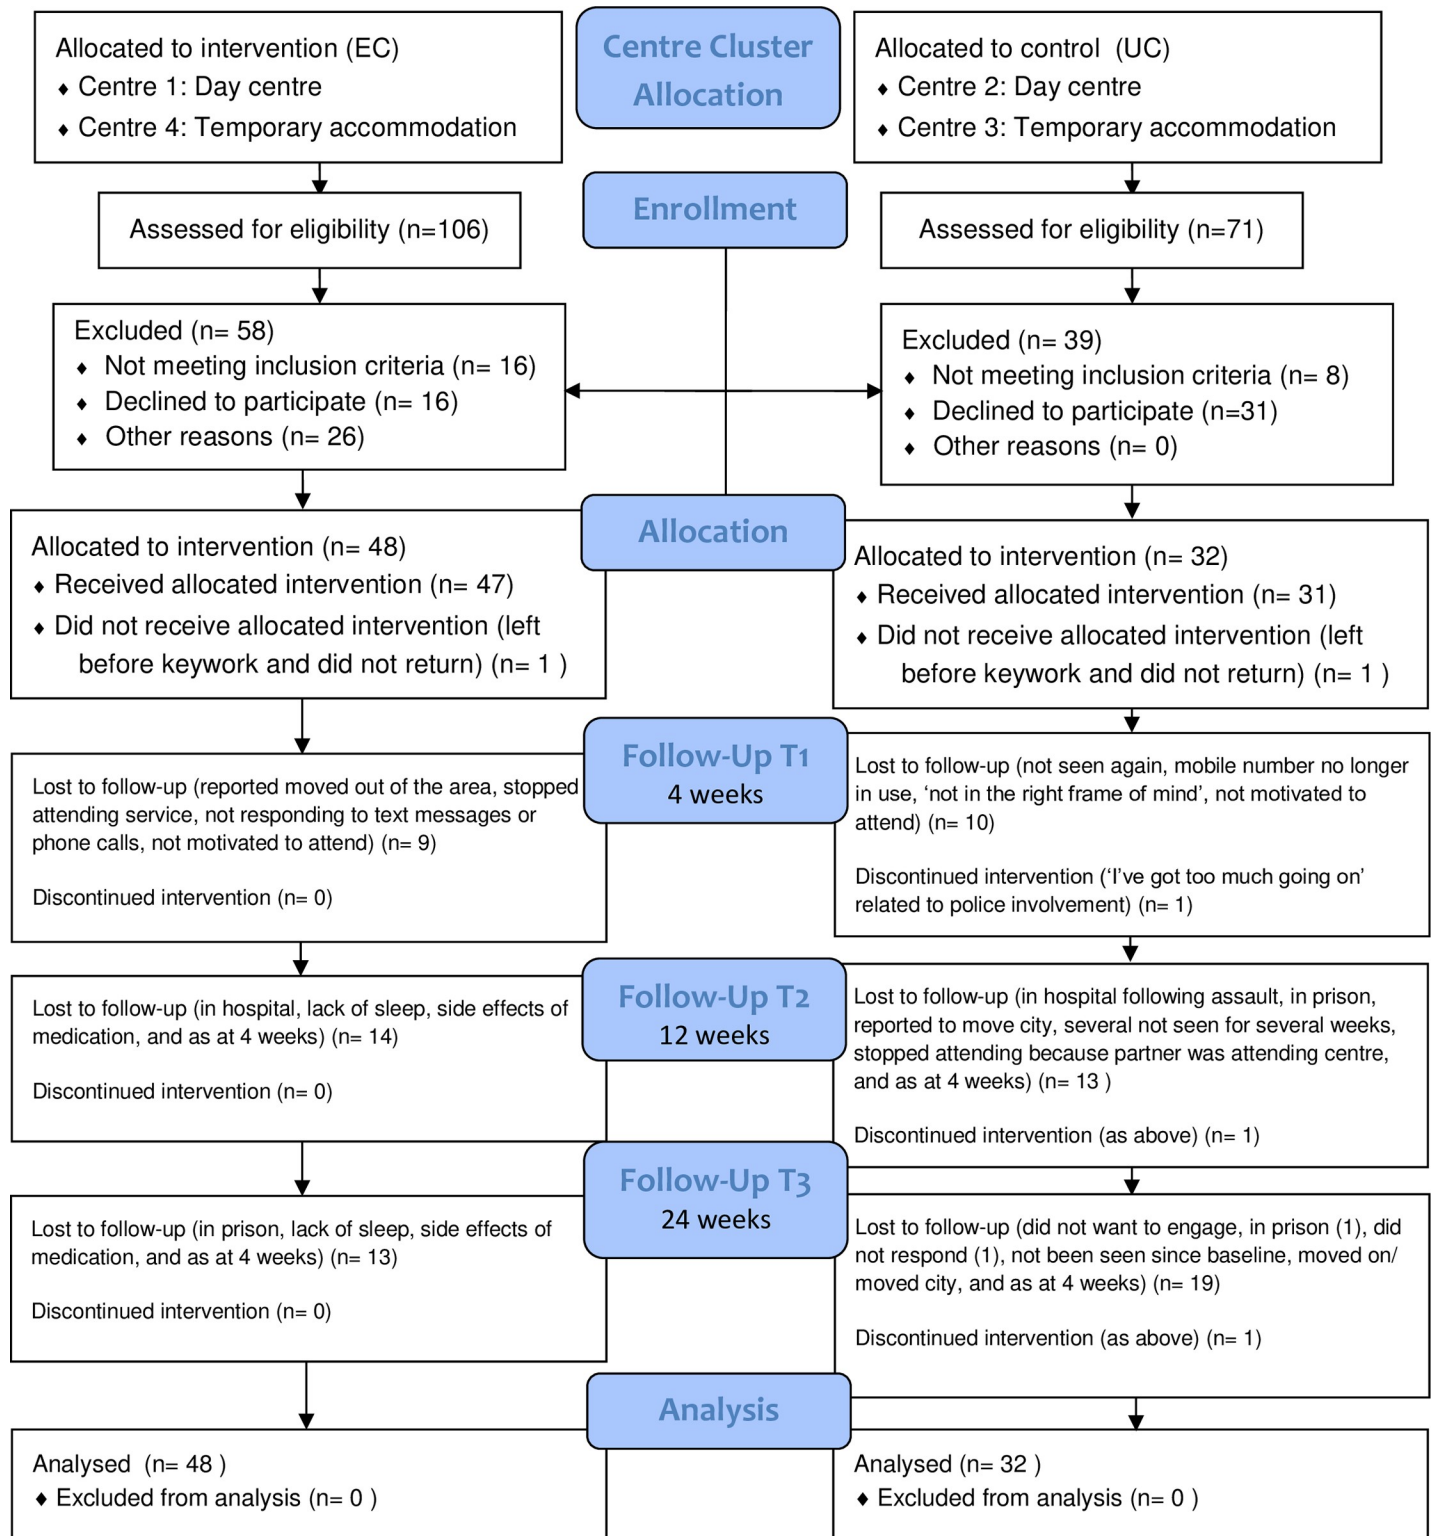 Allocated to intervention (EC)
♦ Centre 1: Day centre
♦ Centre 4: Temporary accommodation
Centre Cluster
Allocation
Allocated to control (UC)
♦ Centre 2: Day centre
♦ Centre 3: Temporary accommodation
Assessed for eligibility (n=106)
Enrollment
Assessed for eligibility (n=71)
Excluded (n= 58)
♦ Not meeting inclusion criteria (n= 16)
♦ Declined to participate (n= 16)
♦ Other reasons (n= 26)
Excluded (n= 39)
♦ Not meeting inclusion criteria (n= 8)
♦ Declined to participate (n=31)
♦ Other reasons (n= 0)
Allocation
Allocated to intervention (n= 48)
♦ Received allocated intervention (n= 47)
♦ Did not receive allocated intervention (left
before keywork and did not return) (n= 1 )
Allocated to intervention (n= 32)
♦ Received allocated intervention (n= 31)
♦ Did not receive allocated intervention (left
before keywork and did not return) (n= 1 )
Follow-Up T1
4 weeks
Lost to follow-up (reported moved out of the area, stopped
attending service, not responding to text messages or
phone calls, not motivated to attend) (n= 9)
Discontinued intervention (n= 0)
Lost to follow-up (not seen again, mobile number no longer
in use, ‘not in the right frame of mind’, not motivated to
attend) (n= 10)
Discontinued intervention (‘I’ve got too much going on’
related to police involvement) (n= 1)
Follow-Up T2
12 weeks
Lost to follow-up (in hospital, lack of sleep, side effects of
medication, and as at 4 weeks) (n= 14)
Discontinued intervention (n= 0)
Lost to follow-up (in hospital following assault, in prison,
reported to move city, several not seen for several weeks,
stopped attending because partner was attending centre,
and as at 4 weeks) (n= 13 )
Discontinued intervention (as above) (n= 1)
Follow-Up T3
24 weeks
Lost to follow-up (in prison, lack of sleep, side effects of
medication, and as at 4 weeks) (n= 13)
Discontinued intervention (n= 0)
Lost to follow-up (did not want to engage, in prison (1), did
not respond (1), not been seen since baseline, moved on/
moved city, and as at 4 weeks) (n= 19)
Discontinued intervention (as above) (n= 1)
Analysis
Analysed (n= 48 )
♦ Excluded from analysis (n= 0 )
Analysed (n= 32 )
♦ Excluded from analysis (n= 0 )